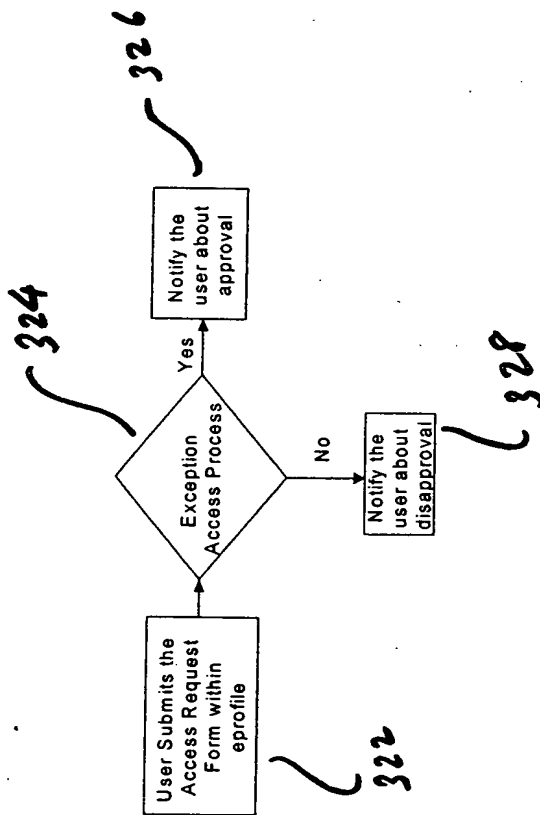 User Submits the
Access Request
Form within
eprofile
322
Exception
Access Process
324
Yes
Notify the
user about
approval
326
No
Notify the
user about
disapproval
328